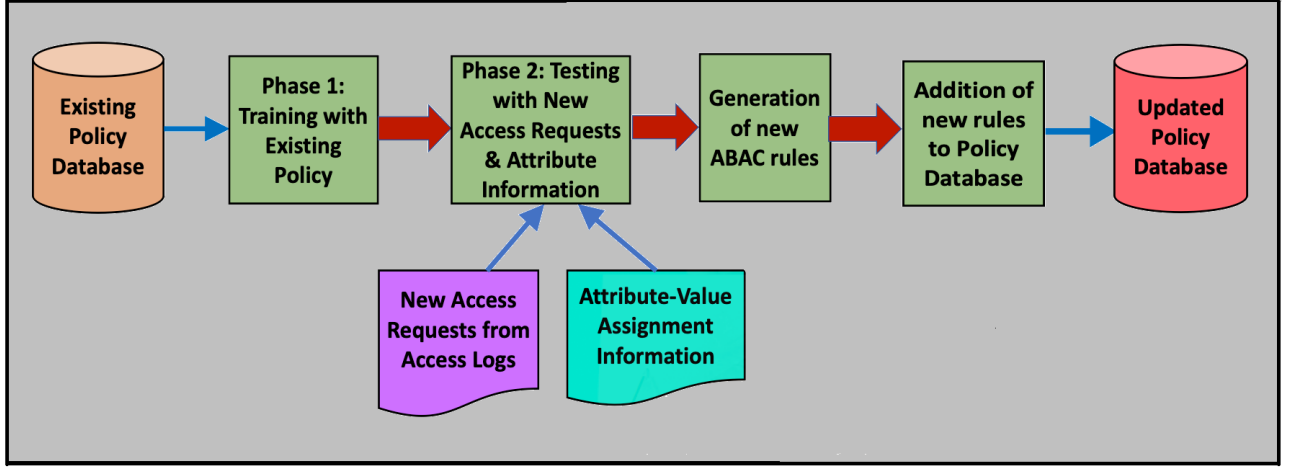 Existing
Policy
Database
Phase 1:
Training with
Existing
Policy
Phase 2: Testing
with New
Access Requests
& Attribute
Information
Generation
of new
ABAC rules
Addition of
new rules
to Policy
Database
Updated
Policy
Database
New Access
Requests from
Access Logs
Attribute-Value
Assignment
Information